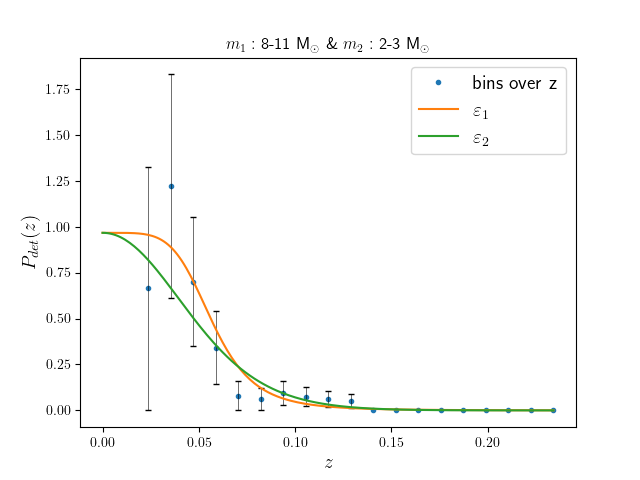 m₁ : 8-11 M⊙ & m₂ : 2-3 M⊙
bins over z
ε₁
ε₂
P_det(z)
1.75
1.50
1.25
1.00
0.75
0.50
0.25
0.00
0.00 0.05 0.10 0.15 0.20
z